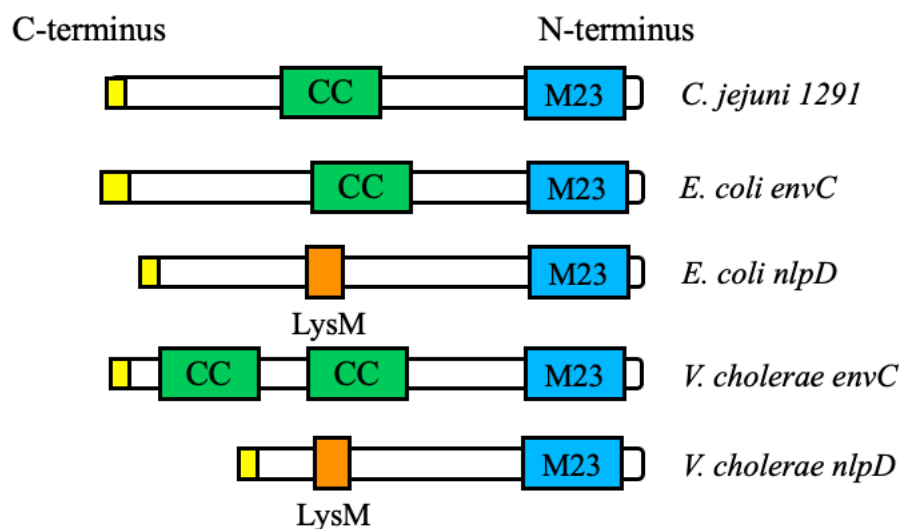 C-terminus N-terminus
CC M23 C. jejuni 1291
CC M23 E. coli envC
M23 E. coli nlpD
LysM
CC CC M23 V. cholerae envC
M23 V. cholerae nlpD
LysM